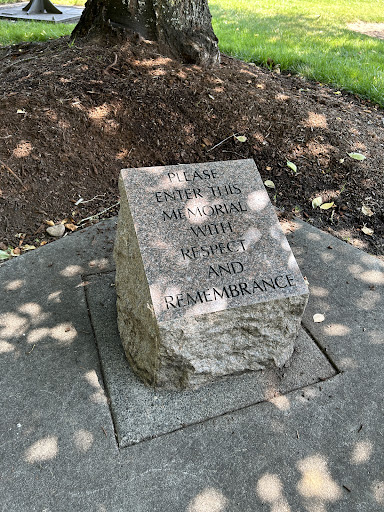 PLEASE
ENTER THIS
MEMORIAL
WITH
RESPECT
AND
REMEMBRANCE